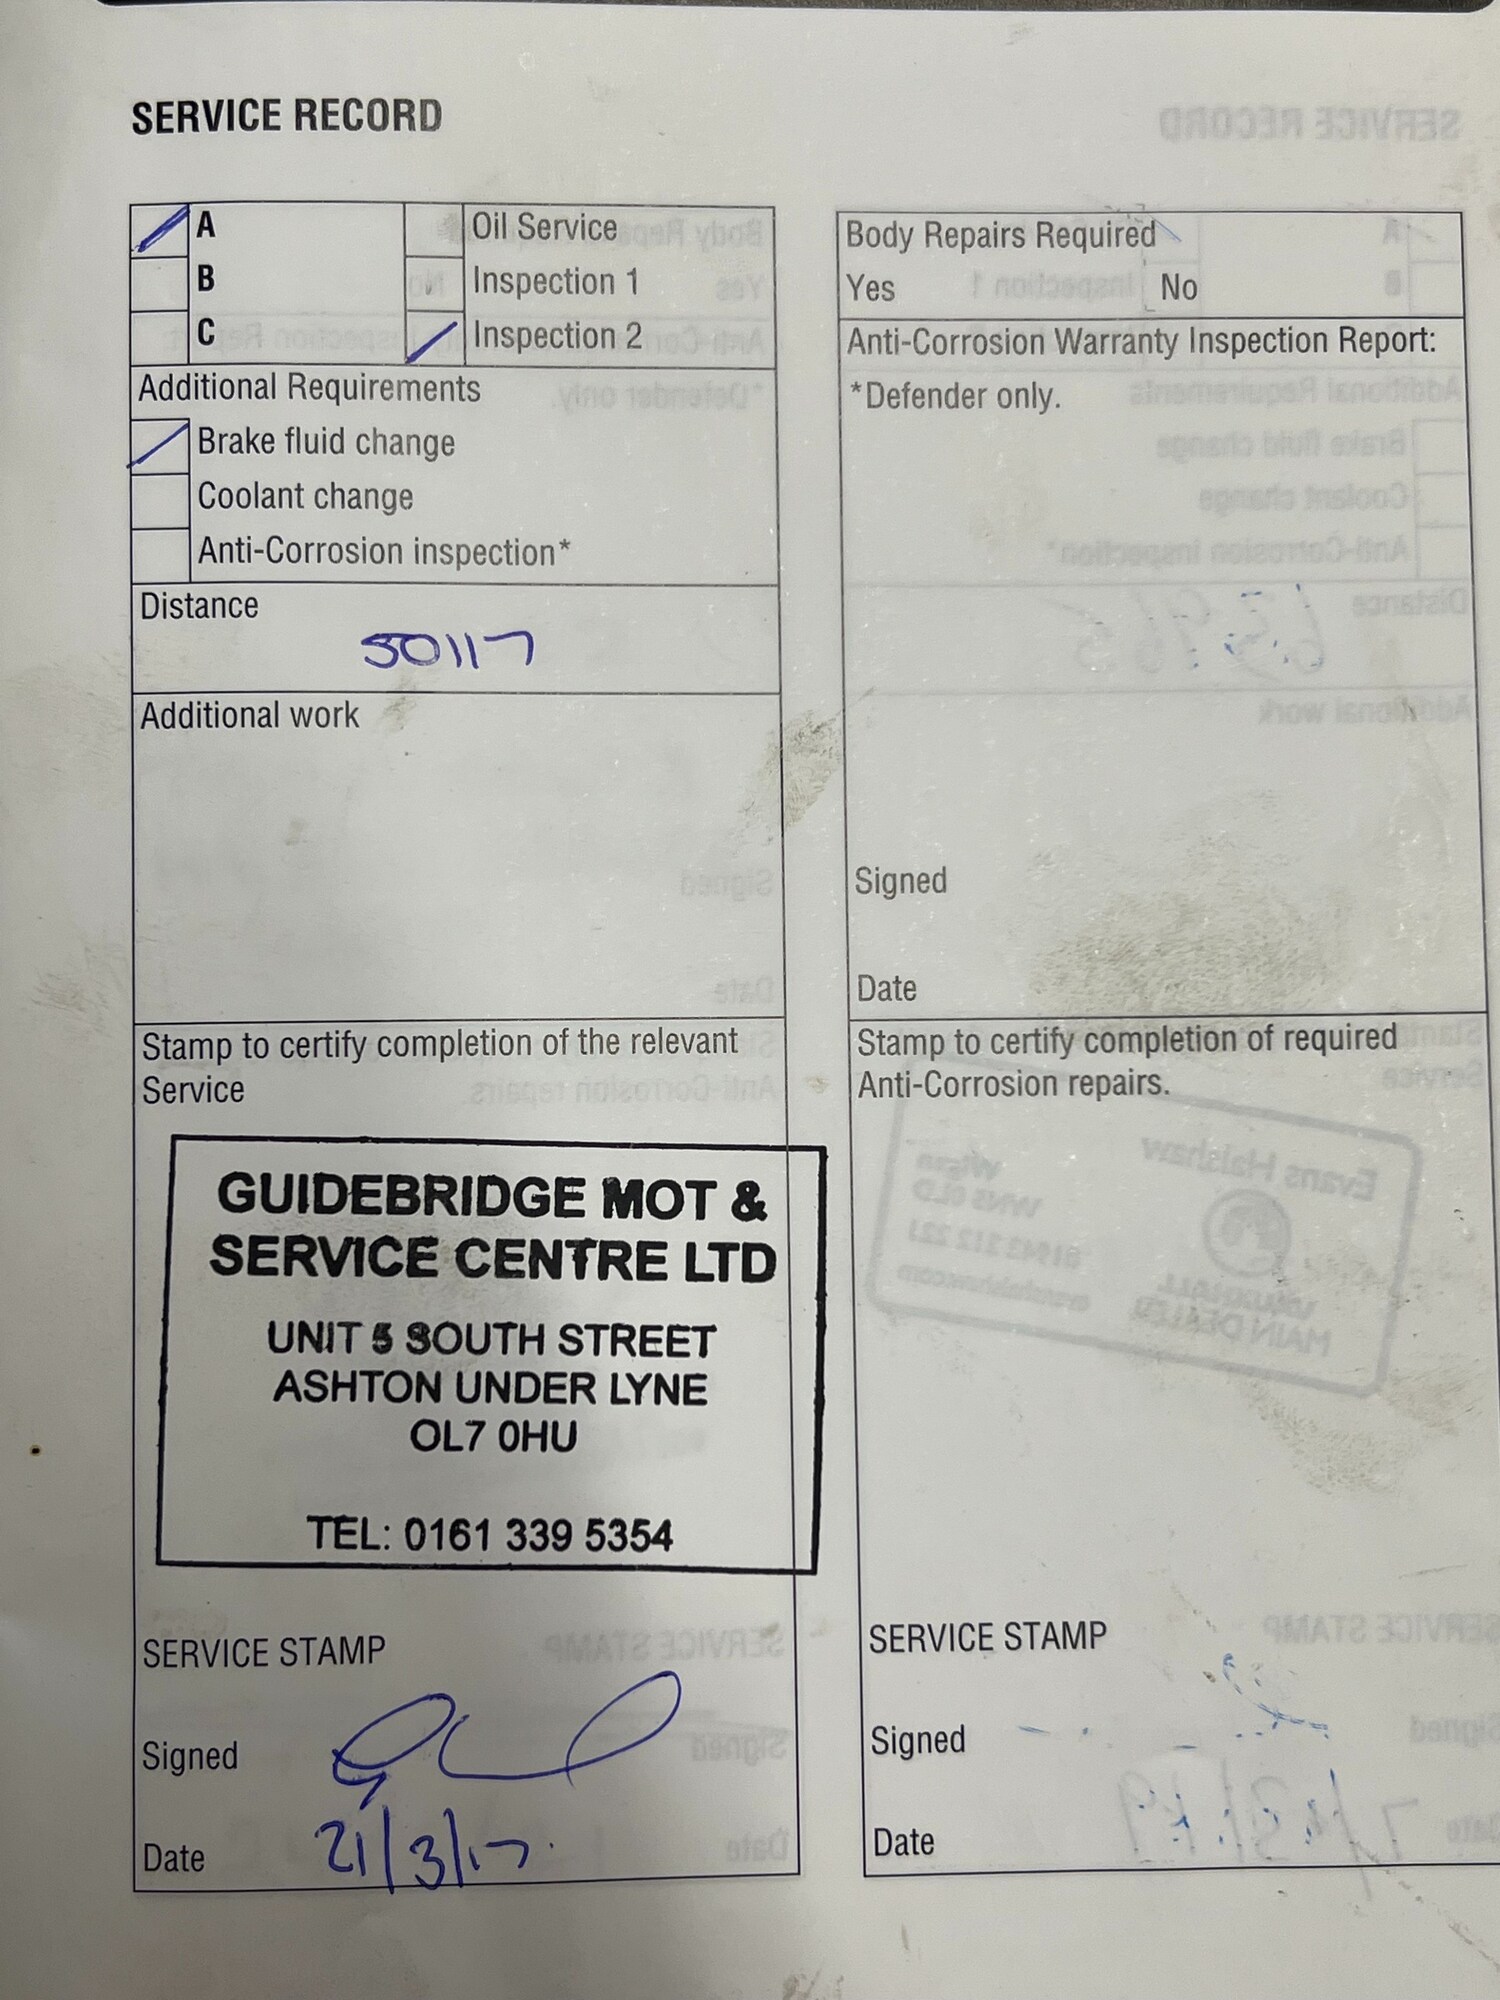 SERVICE RECORD
A
Oil Service
B
Inspection 1
C
Inspection 2
Additional Requirements
Brake fluid change
Coolant change
Anti-Corrosion inspection*
Distance
50117
Additional work
Stamp to certify completion of the relevant
Service
GUIDEBRIDGE MOT &
SERVICE CENTRE LTD
UNIT 5 SOUTH STREET
ASHTON UNDER LYNE
OL7 0HU
TEL: 0161 339 5354
SERVICE STAMP
Signed
Date 21/3/17.
Body Repairs Required
Yes No
Anti-Corrosion Warranty Inspection Report:
*Defender only.
Signed
Date
Stamp to certify completion of required
Anti-Corrosion repairs.
SERVICE STAMP
Signed
Date